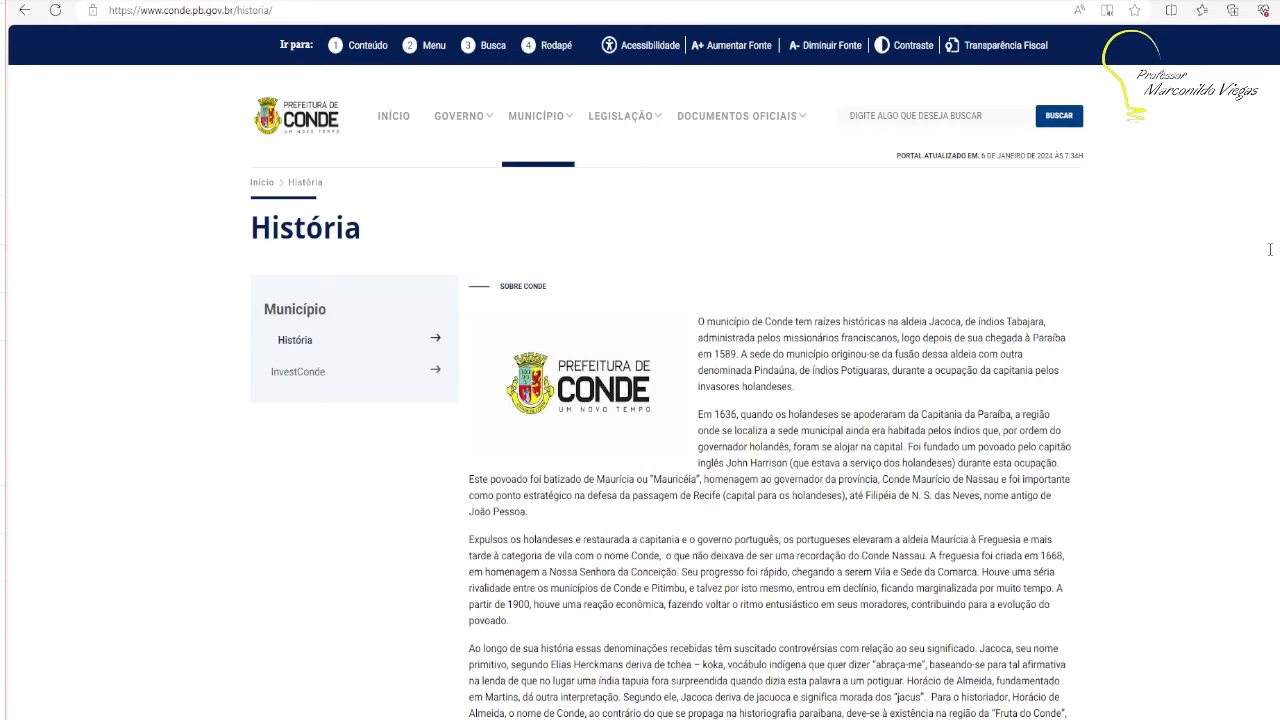 https://www.conde.pb.gov.br/historia/
Ir para: 1 Conteúdo 2 Menu 3 Busca 4 Rodapé Acessibilidade A+ Aumentar Fonte A- Diminuir Fonte Contraste Transparência Fiscal
Professor
Marconildo Viegas
PREFEITURA DE
CONDE
UM NOVO TEMPO
INÍCIO GOVERNO MUNICÍPIO LEGISLAÇÃO DOCUMENTOS OFICIAIS DIGITE ALGO QUE DESEJA BUSCAR BUSCAR
PORTAL ATUALIZADO EM: 6 DE JANEIRO DE 2024 ÀS 7:34H
Início > História
História
Município
História
InvestConde
SOBRE CONDE
PREFEITURA DE
CONDE
UM NOVO TEMPO
O município de Conde tem raízes históricas na aldeia Jacoca, de índios Tabajara,
administrada pelos missionários franciscanos, logo depois de sua chegada à Paraíba
em 1589. A sede do município originou-se da fusão dessa aldeia com outra
denominada Pindaúna, de índios Potiguaras, durante a ocupação da capitania pelos
invasores holandeses.
Em 1636, quando os holandeses se apoderaram da Capitania da Paraíba, a região
onde se localiza a sede municipal ainda era habitada pelos índios que, por ordem do
governador holandês, foram se alojar na capital. Foi fundado um povoado pelo capitão
inglês John Harrison (que estava a serviço dos holandeses) durante esta ocupação.
Este povoado foi batizado de Maurícia ou “Mauricéia”, homenagem ao governador da província, Conde Maurício de Nassau e foi importante
como ponto estratégico na defesa da passagem de Recife (capital para os holandeses), até Filipéia de N. S. das Neves, nome antigo de
João Pessoa.
Expulsos os holandeses e restaurada a capitania e o governo português, os portugueses elevaram a aldeia Maurícia à Freguesia e mais
tarde à categoria de vila com o nome Conde, o que não deixava de ser uma recordação do Conde Nassau. A freguesia foi criada em 1668,
em homenagem a Nossa Senhora da Conceição. Seu progresso foi rápido, chegando a serem Vila e Sede da Comarca. Houve uma séria
rivalidade entre os municípios de Conde e Pitimbu, e talvez por isto mesmo, entrou em declínio, ficando marginalizada por muito tempo. A
partir de 1900, houve uma reação econômica, fazendo voltar o ritmo entusiástico em seus moradores, contribuindo para a evolução do
povoado.
Ao longo de sua história essas denominações recebidas têm suscitado controvérsias com relação ao seu significado. Jacoca, seu nome
primitivo, segundo Elias Herckmans deriva de tchea – koka, vocábulo indígena que quer dizer “abraça-me”, baseando-se para tal afirmativa
na lenda de que no lugar uma índia tapuia fora surpreendida quando dizia esta palavra a um potiguar. Horácio de Almeida, fundamentado
em Martins, dá outra interpretação. Segundo ele, Jacoca deriva de jacuoca e significa morada dos “jacus”. Para o historiador, Horácio de
Almeida, o nome de Conde, ao contrário do que se propaga na historiografia paraibana, deve-se à existência na região da “Fruta do Conde”,